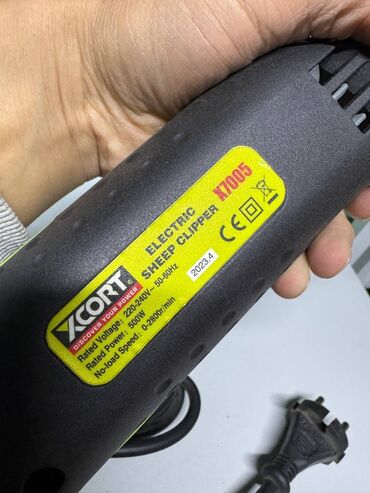 XCORT
DISCOVER YOUR POWER
ELECTRIC
SHEEP CLIPPER X7005
Rated Voltage: 220-240V~ 50-60Hz
Rated Power: 500W
No-load Speed: 0-2800r/min
CE
2023.4